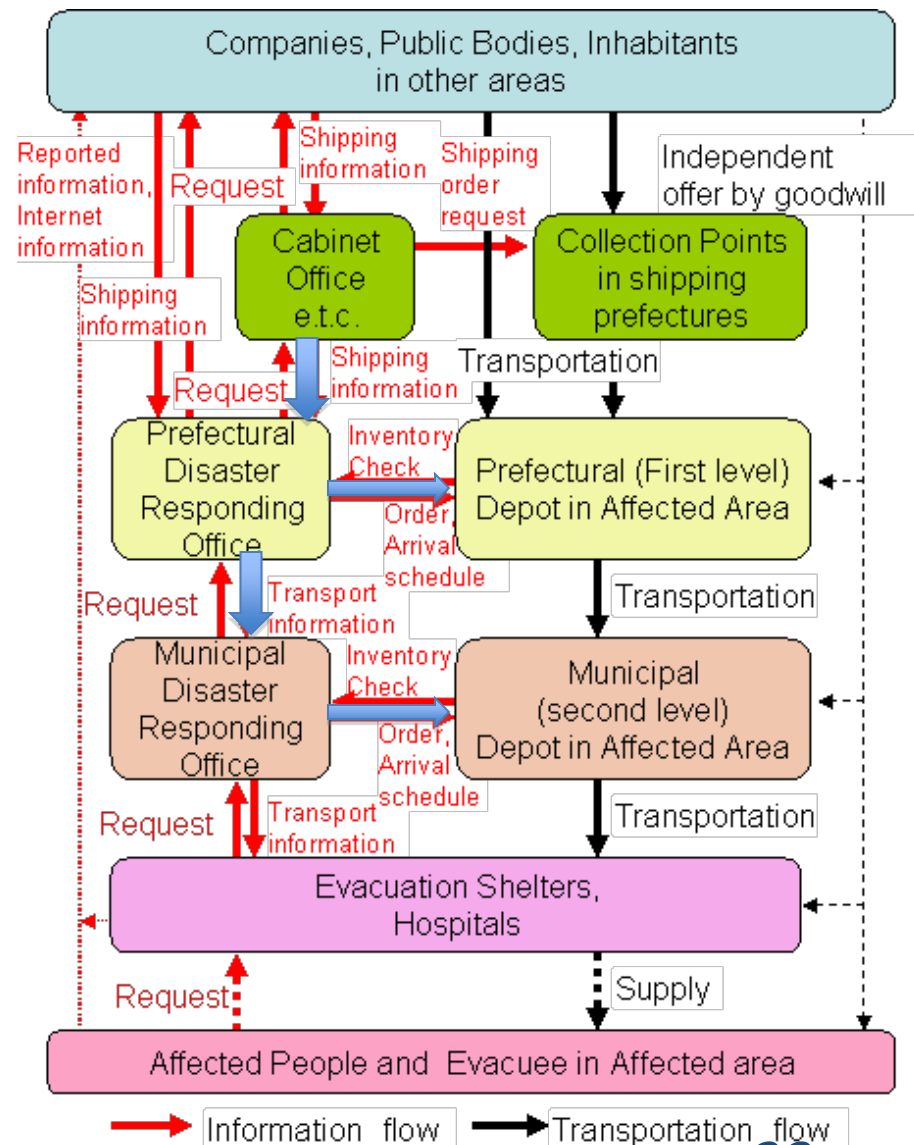 Companies, Public Bodies, Inhabitants
in other areas
Reported
information,
Internet
information
Request
Shipping
information
Shipping
order
request
Independent
offer by goodwill
Cabinet
Office
e.t.c.
Collection Points
in shipping
prefectures
Shipping
information
Request
Shipping
information
Transportation
Prefectural
Disaster
Responding
Office
Inventory
Check
Order,
Arrival
schedule
Prefectural (First level)
Depot in Affected Area
Request
Transport
information
Transportation
Municipal
Disaster
Responding
Office
Inventory
Check
Order,
Arrival
schedule
Municipal
(second level)
Depot in Affected Area
Request
Transport
information
Transportation
Evacuation Shelters,
Hospitals
Request
Supply
Affected People and Evacuee in Affected area
Information flow
Transportation flow